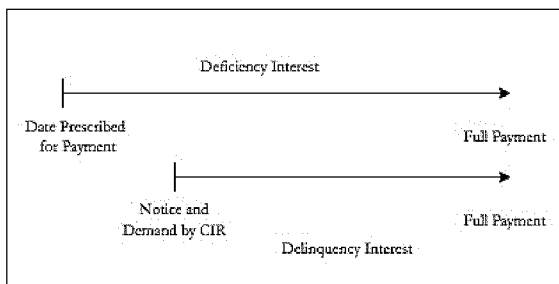 Deficiency Interest
Date Prescribed
for Payment
Full Payment
Notice and
Demand by CIR
Full Payment
Delinquency Interest